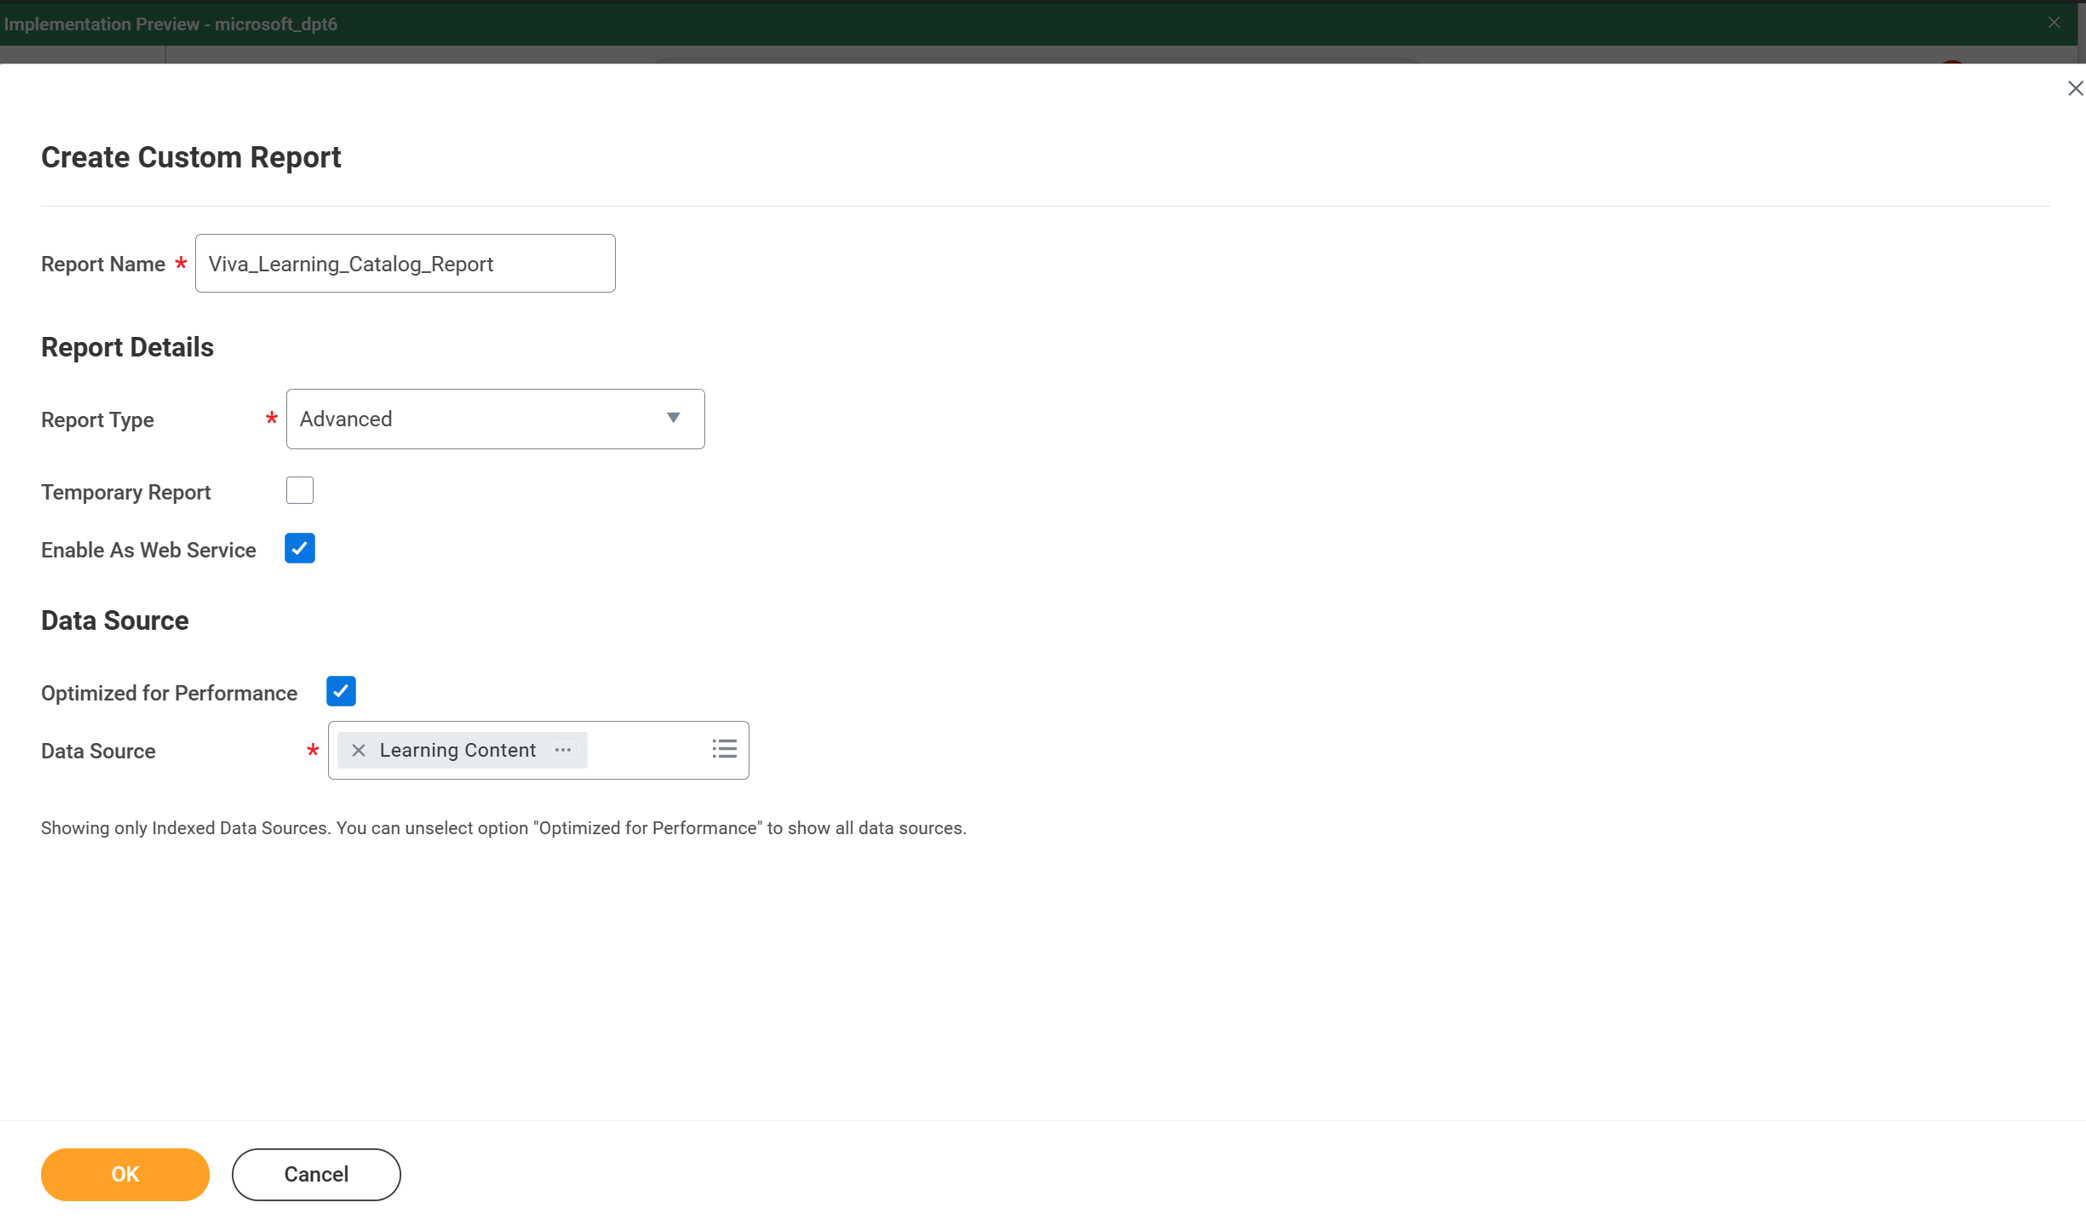 Implementation Preview - microsoft_dpt6
Create Custom Report
Report Name * Viva_Learning_Catalog_Report
Report Details
Report Type * Advanced
Temporary Report
Enable As Web Service
Data Source
Optimized for Performance
Data Source * Learning Content ...
Showing only Indexed Data Sources. You can unselect option "Optimized for Performance" to show all data sources.
OK Cancel